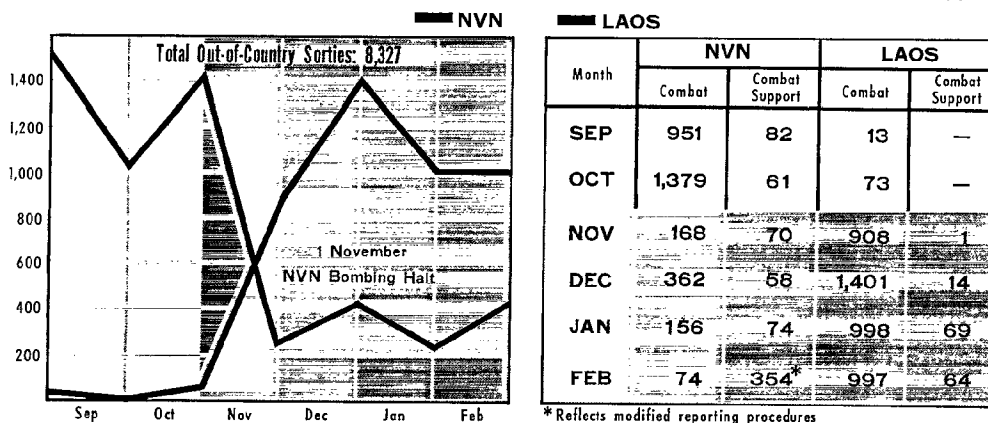 NVN
LAOS
Total Out-of-Country Sorties: 8,327
1,400
1,200
1,000
800
600
400
200
1 November
NVN Bombing Halt
Sep Oct Nov Dec Jan Feb
Month NVN LAOS
Combat Combat Support Combat Combat Support
SEP 951 82 13 —
OCT 1,379 61 73 —
NOV 168 70 908 1
DEC 362 58 1,401 14
JAN 156 74 998 69
FEB 74 354* 997 64
*Reflects modified reporting procedures